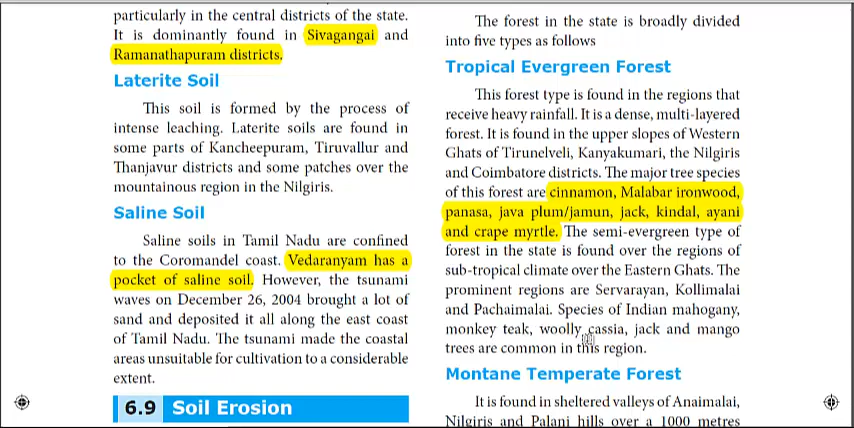 particularly in the central districts of the state.
It is dominantly found in Sivagangai and
Ramanathapuram districts.
Laterite Soil
This soil is formed by the process of
intense leaching. Laterite soils are found in
some parts of Kancheepuram, Tiruvallur and
Thanjavur districts and some patches over the
mountainous region in the Nilgiris.
Saline Soil
Saline soils in Tamil Nadu are confined
to the Coromandel coast. Vedaranyam has a
pocket of saline soil. However, the tsunami
waves on December 26, 2004 brought a lot of
sand and deposited it all along the east coast
of Tamil Nadu. The tsunami made the coastal
areas unsuitable for cultivation to a considerable
extent.
6.9 Soil Erosion
The forest in the state is broadly divided
into five types as follows
Tropical Evergreen Forest
This forest type is found in the regions that
receive heavy rainfall. It is a dense, multi-layered
forest. It is found in the upper slopes of Western
Ghats of Tirunelveli, Kanyakumari, the Nilgiris
and Coimbatore districts. The major tree species
of this forest are cinnamon, Malabar ironwood,
panasa, java plum/jamun, jack, kindal, ayani
and crape myrtle. The semi-evergreen type of
forest in the state is found over the regions of
sub-tropical climate over the Eastern Ghats. The
prominent regions are Servarayan, Kollimalai
and Pachaimalai. Species of Indian mahogany,
monkey teak, woolly cassia, jack and mango
trees are common in this region.
Montane Temperate Forest
It is found in sheltered valleys of Anaimalai,
Nilgiris and Palani hills over a 1000 metres